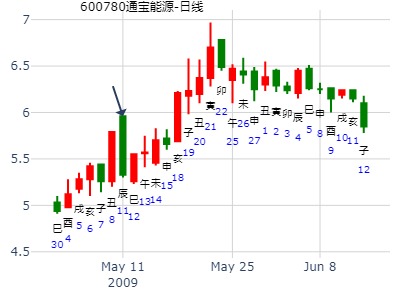 600780通宝能源-日线
7
6.5
6
5.5
5
4.5
巳
30
酉
4
戌
5
亥
6
子
7
丑
8
辰
11
巳
12
午
13
未
14
申
15
亥
18
子
19
丑
20
寅
21
卯
22
午
25
未
26
申
27
丑
1
寅
2
卯
3
辰
4
巳
5
申
8
酉
9
戌
10
亥
11
子
12
May 11
2009
May 25
Jun 8